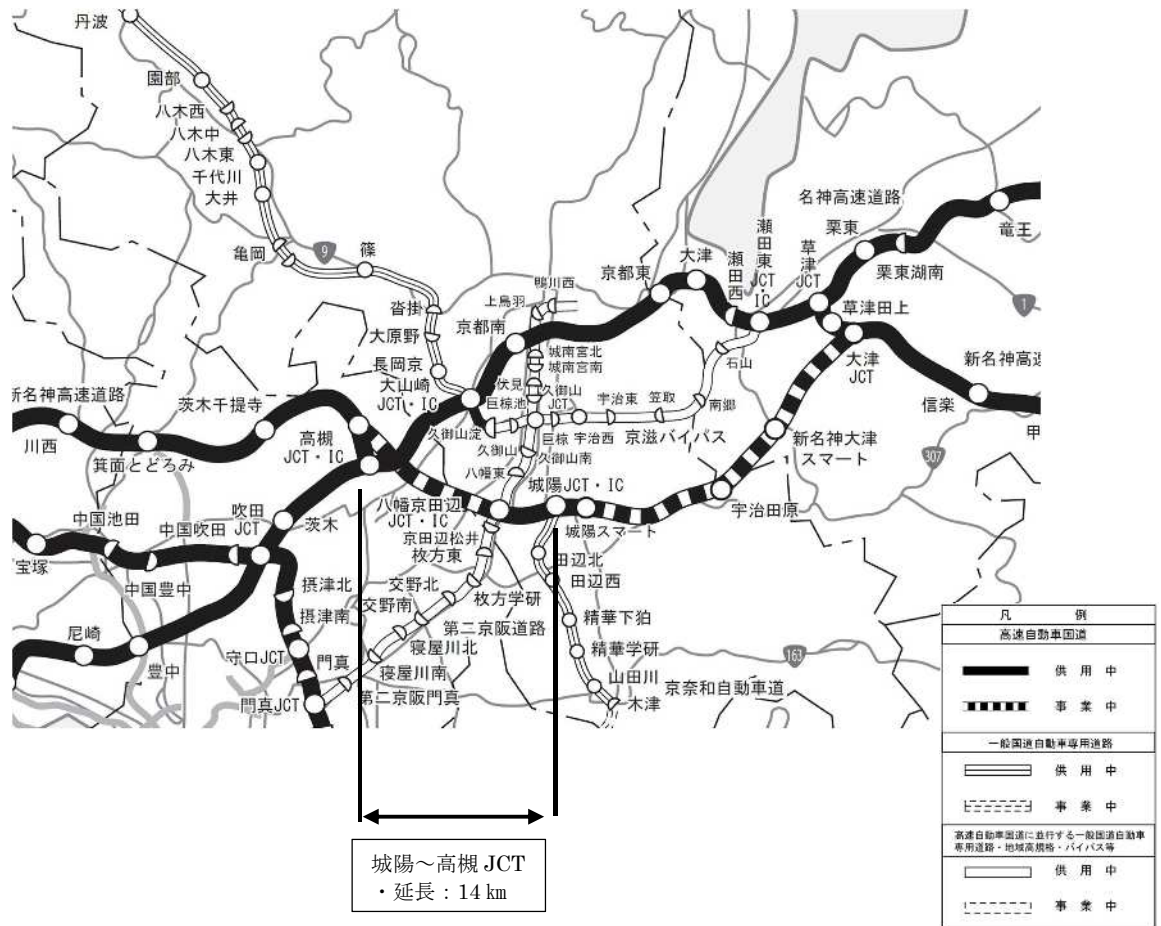 丹波
園部
八木西
八木中
八木東
千代川
大井
亀岡
9
篠
沓掛
大原野
長岡京
大山崎
JCT・IC
京都南
上鳥羽
鴨川西
城南宮北
城南宮南
伏見
巨椋池
久御山
JCT
久御山淀
巨椋
宇治西
宇治東
笠取
南郷
石山
京滋バイパス
久御山
久御山南
八幡東
京都東
大津
瀬田西
瀬田東
JCT・IC
草津
JCT
名神高速道路
栗東
栗東湖南
竜王
1
草津田上
大津
JCT
新名神高速
信楽
甲
307
新名神大津
スマート
宇治田原
城陽JCT・IC
城陽スマート
新名神高速道路
川西
箕面とどろみ
茨木千提寺
高槻
JCT・IC
八幡京田辺
JCT・IC
京田辺松井
枚方東
枚方学研
交野北
交野南
第二京阪道路
寝屋川北
寝屋川南
第二京阪門真
田辺北
田辺西
精華下狛
精華学研
山田川
木津
京奈和自動車道
163
吹田
JCT
茨木
中国吹田
中国池田
中国豊中
宝塚
尼崎
豊中
摂津北
摂津南
守口JCT
門真
門真JCT
城陽～高槻 JCT
・延長：14 km
凡 例
高速自動車国道
供 用 中
事 業 中
一般国道自動車専用道路
供 用 中
事 業 中
高速自動車国道に並行する一般国道自動車
専用道路・地域高規格・バイパス等
供 用 中
事 業 中